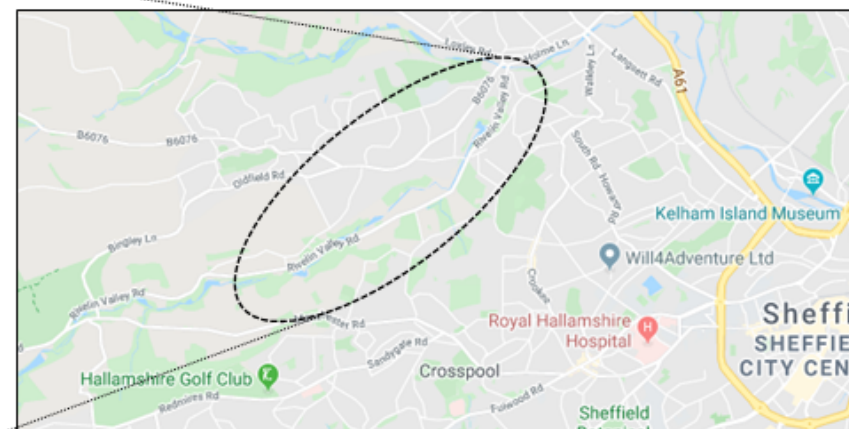 Loxley Rd
Holme Ln
Langsett Rd
Walkley Ln
A61
B6076
Rivelin Valley Rd
B6076
B6076
South Rd
Howard Rd
Oldfield Rd
Kelham Island Museum
Bingley Ln
Rivelin Valley Rd
Will4Adventure Ltd
Rivelin Valley Rd
Crookes
Royal Hallamshire
Hospital
H
Sheffi
SHEFFIE
CITY CEN
Sandygate Rd
Hallamshire Golf Club
Crosspool
Redmires Rd
Fulwood Rd
Sheffield